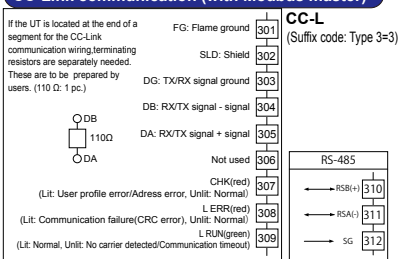 CC-Link communication (with Modbus master)
CC-L
(Suffix code: Type 3=3)
If the UT is located at the end of a
segment for the CC-Link
communication wiring,terminating
resistors are separately needed.
These are to be prepared by
users. (110 Ω: 1 pc.)
DB
110Ω
DA
FG: Flame ground 301
SLD: Shield 302
DG: TX/RX signal ground 303
DB: RX/TX signal - signal 304
DA: RX/TX signal + signal 305
Not used 306
CHK(red)
(Lit: User profile error/Adress error, Unlit: Normal) 307
L ERR(red)
(Lit: Communication failure(CRC error), Unlit: Normal) 308
L RUN(green)
(Lit: Normal, Unlit: No carrier detected/Communication timeout) 309
RS-485
RSB(+) 310
RSA(-) 311
SG 312